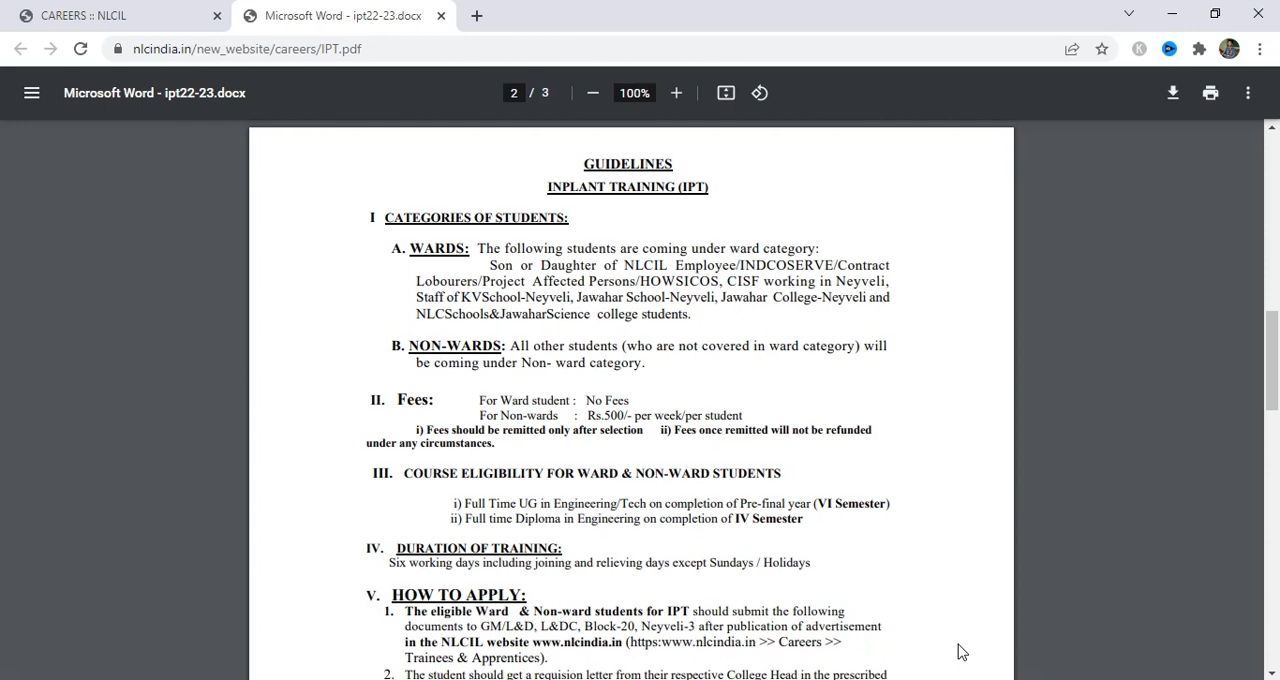 CAREERS :: NLCIL
Microsoft Word - ipt22-23.docx
nlcindia.in/new_website/careers/IPT.pdf
K
Microsoft Word - ipt22-23.docx
2 / 3
100%
GUIDELINES
INPLANT TRAINING (IPT)
I CATEGORIES OF STUDENTS:
A. WARDS: The following students are coming under ward category:
Son or Daughter of NLCIL Employee/INDCOSERVE/Contract
Lobourers/Project Affected Persons/HOWSICOS, CISF working in Neyveli,
Staff of KVSchool-Neyveli, Jawahar School-Neyveli, Jawahar College-Neyveli and
NLCSchools&JawaharScience college students.
B. NON-WARDS: All other students (who are not covered in ward category) will
be coming under Non- ward category.
II. Fees: For Ward student : No Fees
For Non-wards : Rs.500/- per week/per student
i) Fees should be remitted only after selection ii) Fees once remitted will not be refunded
under any circumstances.
III. COURSE ELIGIBILITY FOR WARD & NON-WARD STUDENTS
i) Full Time UG in Engineering/Tech on completion of Pre-final year (VI Semester)
ii) Full time Diploma in Engineering on completion of IV Semester
IV. DURATION OF TRAINING:
Six working days including joining and relieving days except Sundays / Holidays
V. HOW TO APPLY:
1. The eligible Ward & Non-ward students for IPT should submit the following
documents to GM/L&D, L&DC, Block-20, Neyveli-3 after publication of advertisement
in the NLCIL website www.nlcindia.in (https:www.nlcindia.in >> Careers >>
Trainees & Apprentices).
2. The student should get a requision letter from their respective College Head in the prescribed